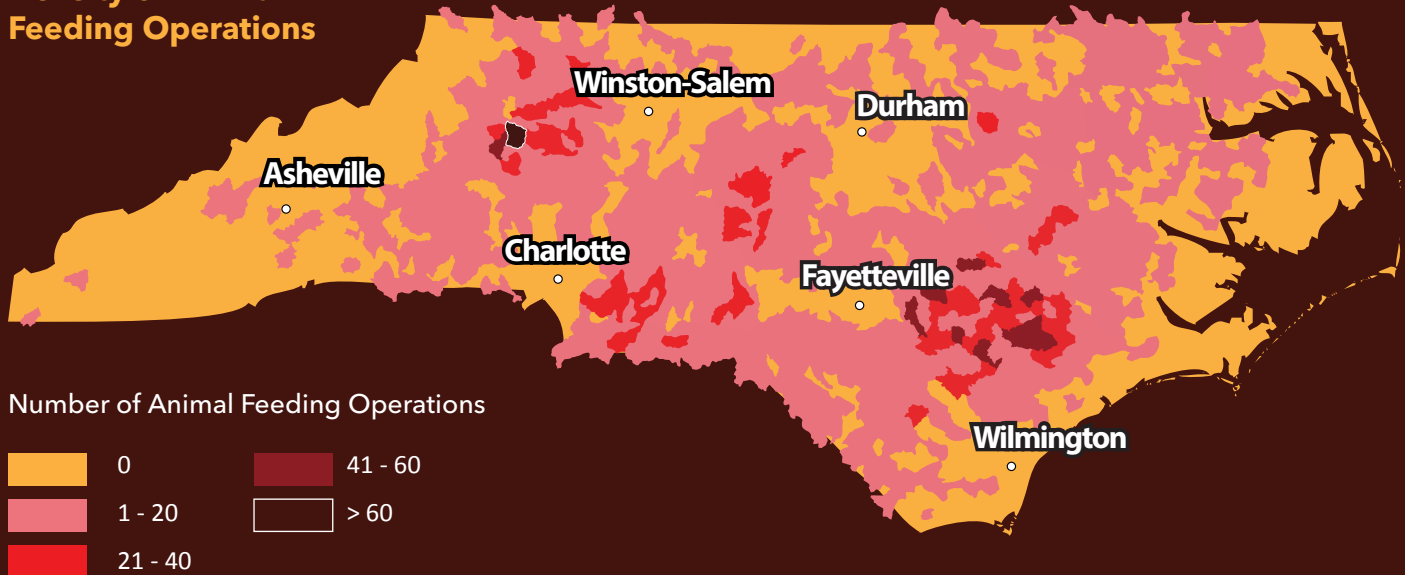 Feeding Operations
Winston-Salem
Durham
Asheville
Charlotte
Fayetteville
Wilmington
Number of Animal Feeding Operations
0
1 - 20
21 - 40
41 - 60
> 60